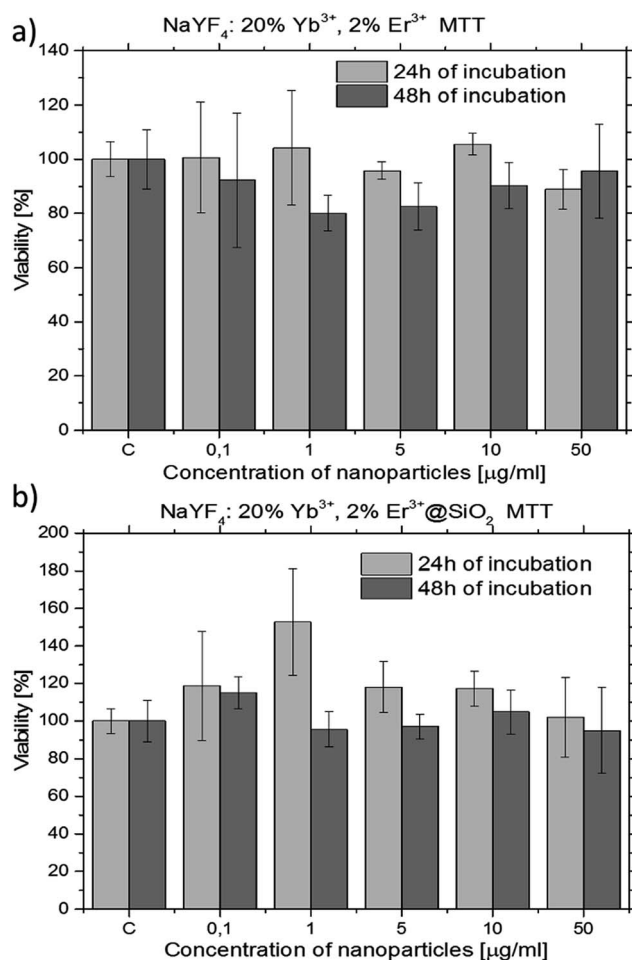 a)
NaYF₄: 20% Yb³⁺, 2% Er³⁺ MTT
140
120
100
80
60
40
20
0
Viability [%]
24h of incubation
48h of incubation
C 0,1 1 5 10 50
Concentration of nanoparticles [μg/ml]
b)
NaYF₄: 20% Yb³⁺, 2% Er³⁺@SiO₂ MTT
200
180
160
140
120
100
80
60
40
20
0
Viability [%]
24h of incubation
48h of incubation
C 0,1 1 5 10 50
Concentration of nanoparticles [μg/ml]